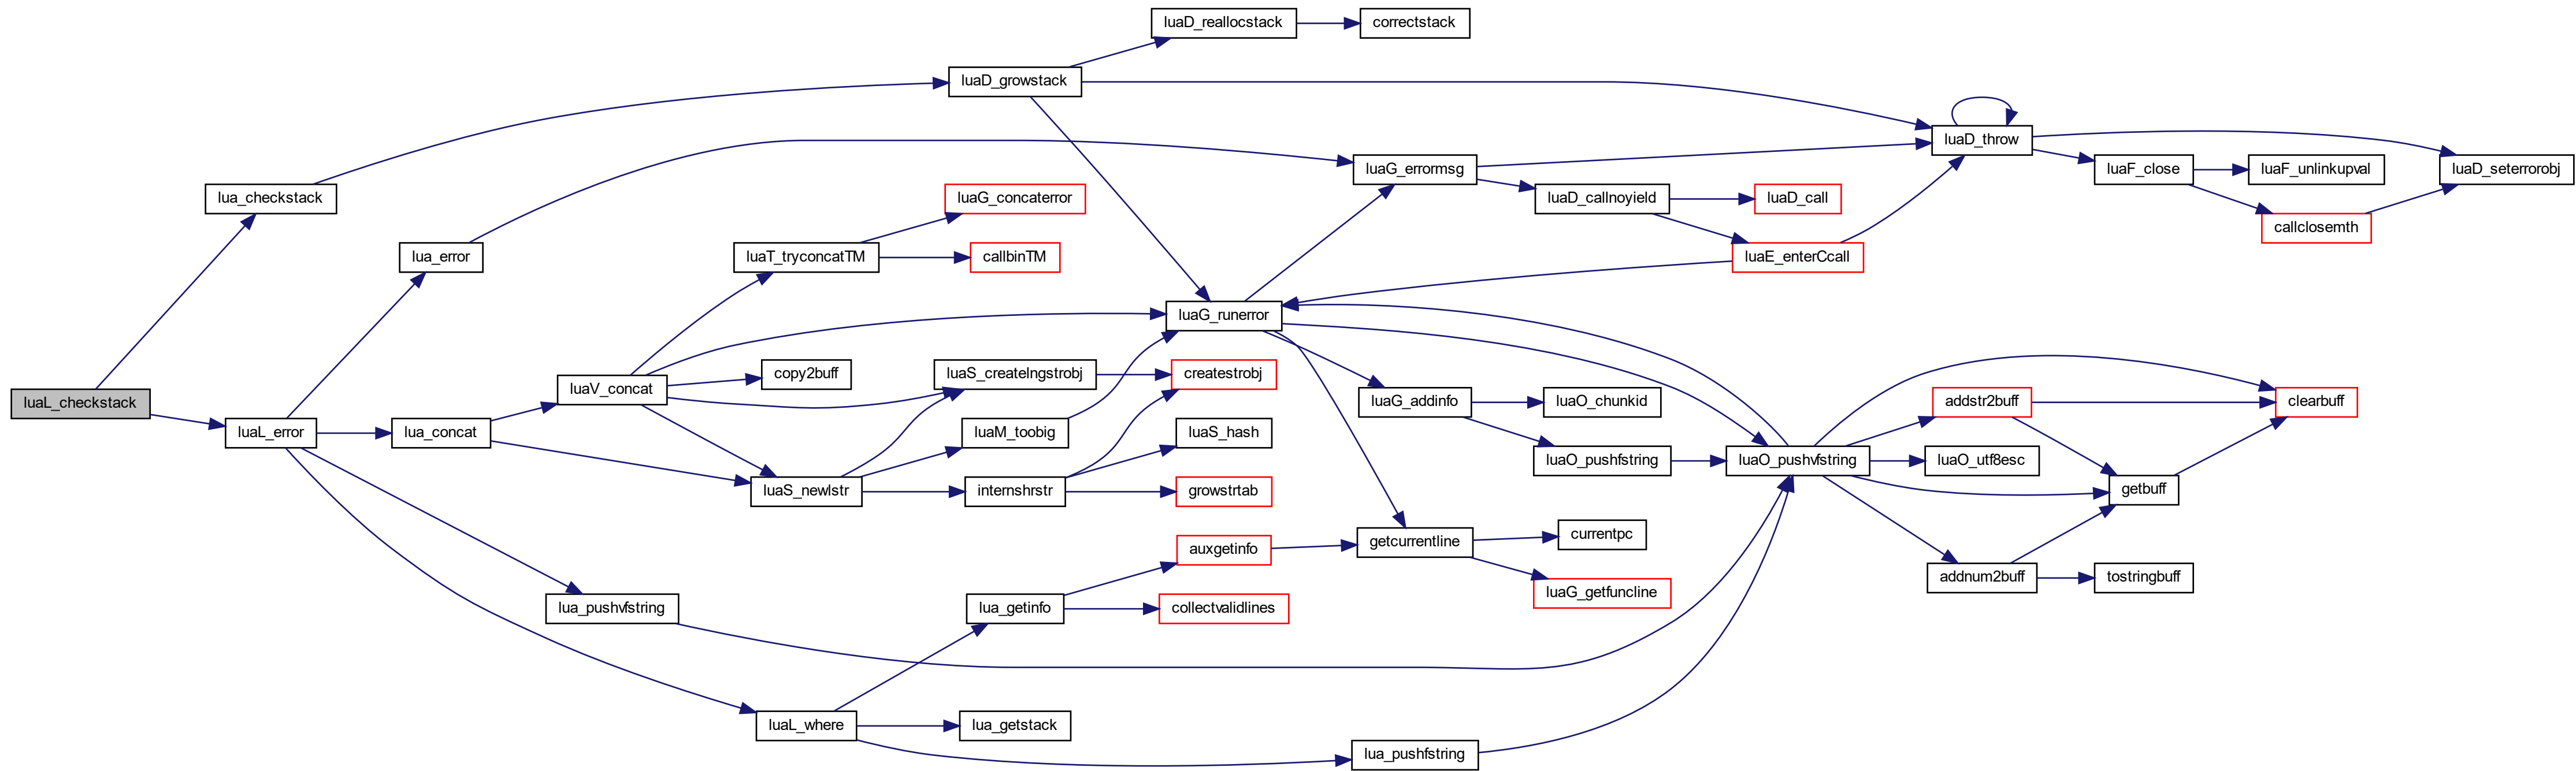 luaD_reallocstack
correctstack
luaD_growstack
luaD_throw
luaG_errormsg
luaF_close
luaF_unlinkupval
luaD_seterrorobj
lua_checkstack
luaG_concaterror
luaD_callnoyield
luaD_call
callclosemth
lua_error
luaT_tryconcatTM
callbinTM
luaE_enterCcall
luaG_runerror
luaV_concat
copy2buff
luaS_createlngstrobj
createstrobj
luaL_checkstack
luaG_addinfo
luaO_chunkid
addstr2buff
clearbuff
luaL_error
lua_concat
luaM_toobig
luaS_hash
luaO_pushfstring
luaO_pushvfstring
luaO_utf8esc
luaS_newlstr
internshrstr
growstrtab
getbuff
auxgetinfo
getcurrentline
currentpc
addnum2buff
tostringbuff
lua_pushvfstring
lua_getinfo
collectvalidlines
luaG_getfuncline
luaL_where
lua_getstack
lua_pushfstring